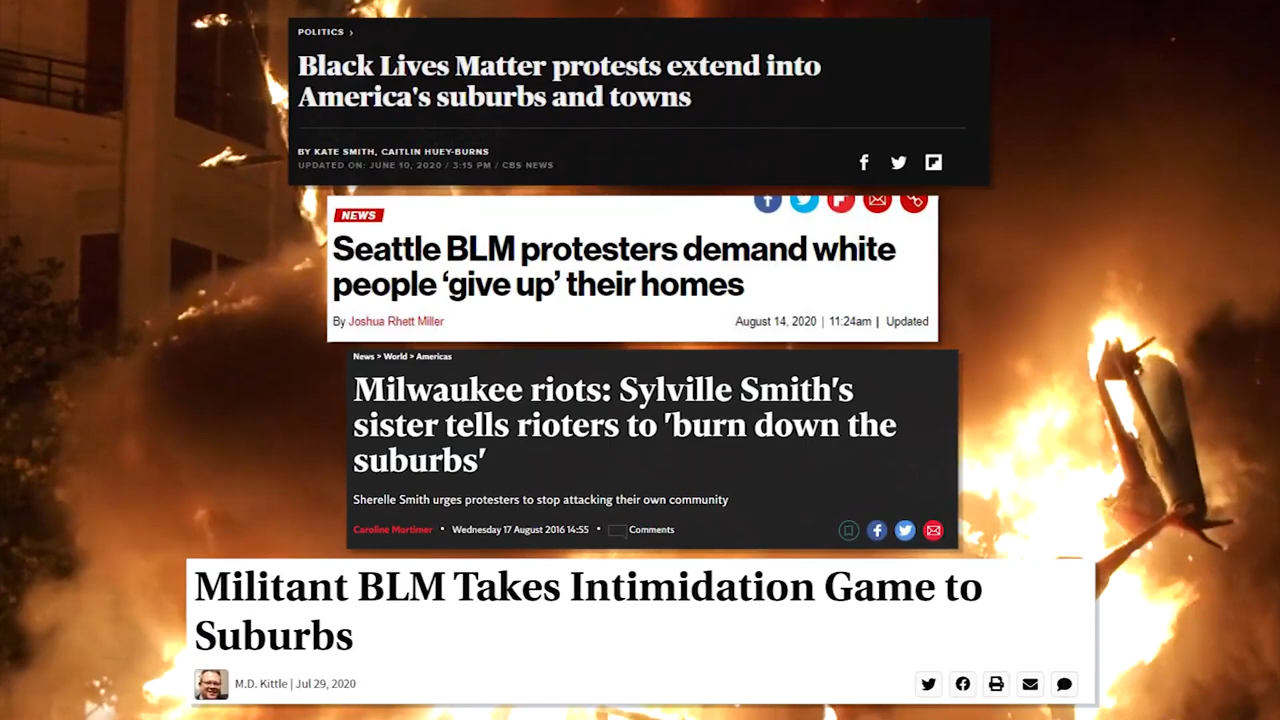 POLITICS ›
Black Lives Matter protests extend into
America's suburbs and towns
BY KATE SMITH, CAITLIN HUEY-BURNS
UPDATED ON: JUNE 10, 2020 / 3:15 PM / CBS NEWS
NEWS
Seattle BLM protesters demand white
people ‘give up’ their homes
By Joshua Rhett Miller
August 14, 2020 | 11:24am | Updated
News > World > Americas
Milwaukee riots: Sylville Smith's
sister tells rioters to 'burn down the
suburbs'
Sherelle Smith urges protesters to stop attacking their own community
Caroline Mortimer • Wednesday 17 August 2016 14:55 • Comments
Militant BLM Takes Intimidation Game to
Suburbs
M.D. Kittle | Jul 29, 2020